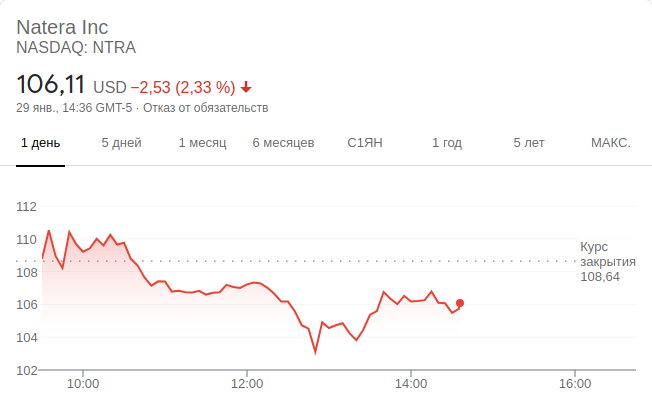 Natera Inc
NASDAQ: NTRA
106,11 USD −2,53 (2,33 %)
29 янв., 14:36 GMT-5 · Отказ от обязательств
1 день 5 дней 1 месяц 6 месяцев С1ЯН 1 год 5 лет МАКС.
112
110
Курс
закрытия
108,64
108
106
104
102
10:00 12:00 14:00 16:00